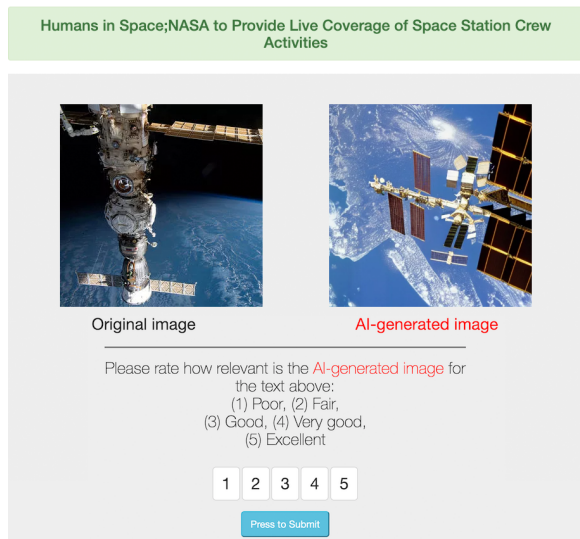 Humans in Space;NASA to Provide Live Coverage of Space Station Crew
Activities
Original image
AI-generated image
Please rate how relevant is the AI-generated image for
the text above:
(1) Poor, (2) Fair,
(3) Good, (4) Very good,
(5) Excellent
1 2 3 4 5
Press to Submit